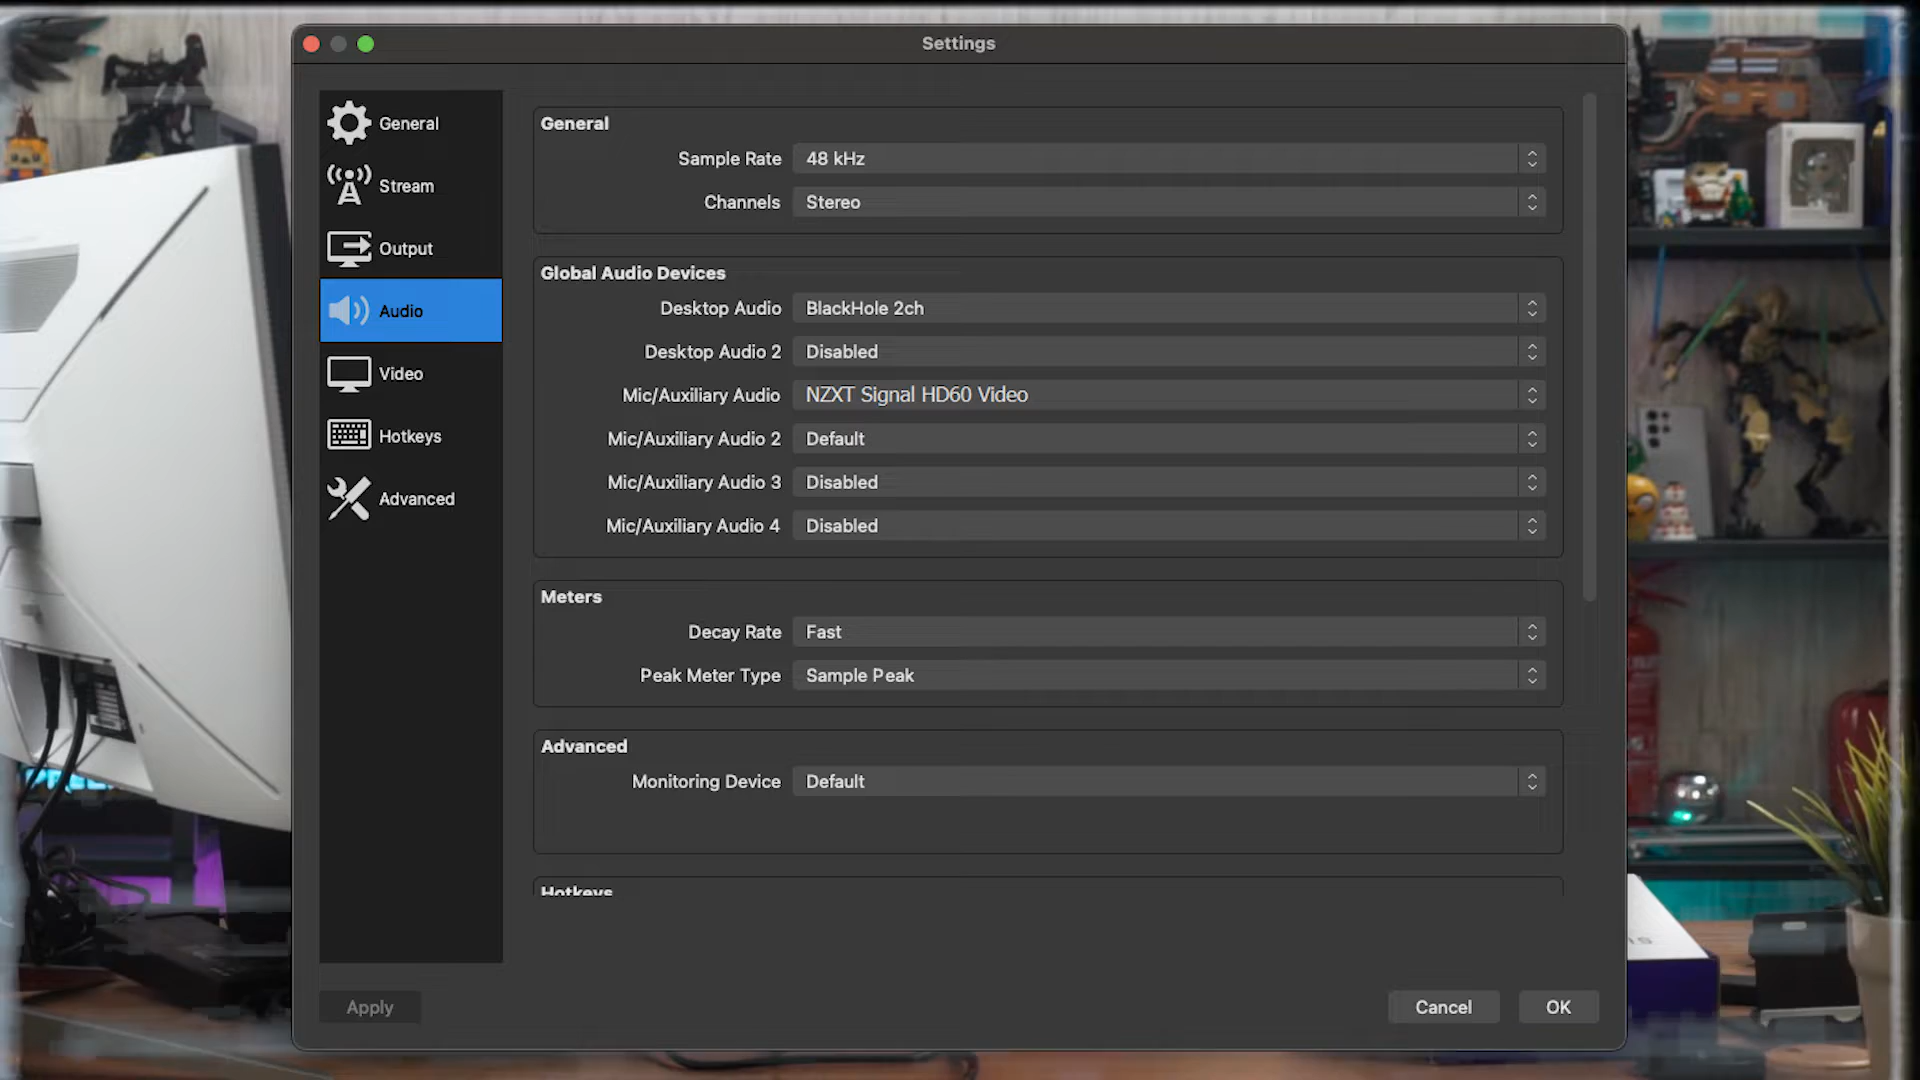 Settings
General
Stream
Output
Audio
Video
Hotkeys
Advanced
General
Sample Rate 48 kHz
Channels Stereo
Global Audio Devices
Desktop Audio BlackHole 2ch
Desktop Audio 2 Disabled
Mic/Auxiliary Audio NZXT Signal HD60 Video
Mic/Auxiliary Audio 2 Default
Mic/Auxiliary Audio 3 Disabled
Mic/Auxiliary Audio 4 Disabled
Meters
Decay Rate Fast
Peak Meter Type Sample Peak
Advanced
Monitoring Device Default
Hotkeys
Apply
Cancel
OK